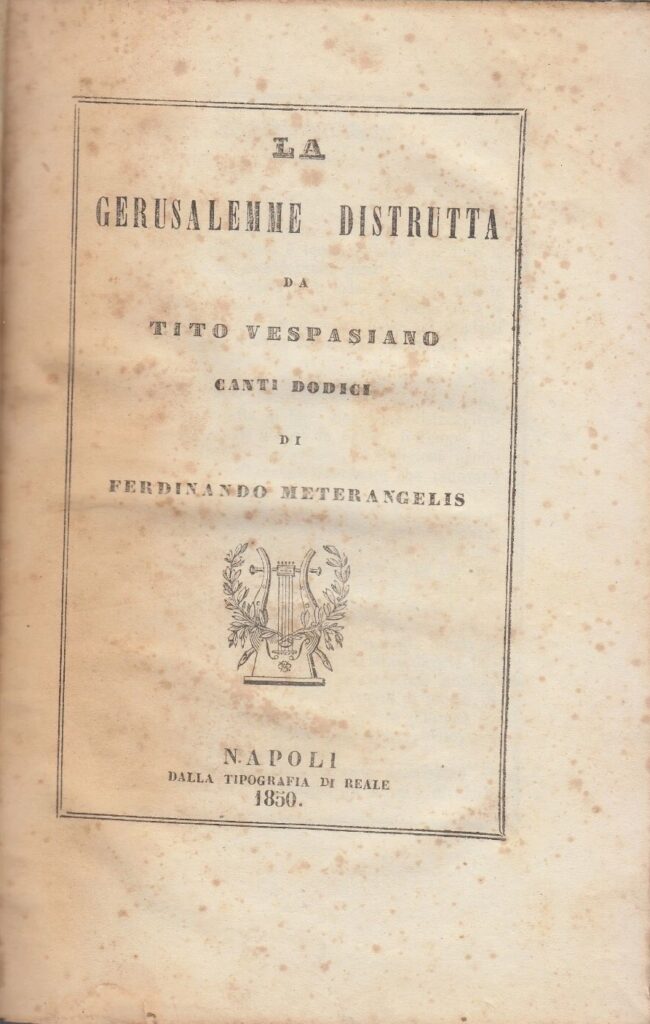 LA
GERUSALEMME DISTRUTTA
DA
TITO VESPASIANO
CANTI DODICI
DI
FERDINANDO METERANGELIS
NAPOLI
DALLA TIPOGRAFIA DI REALE
1850.